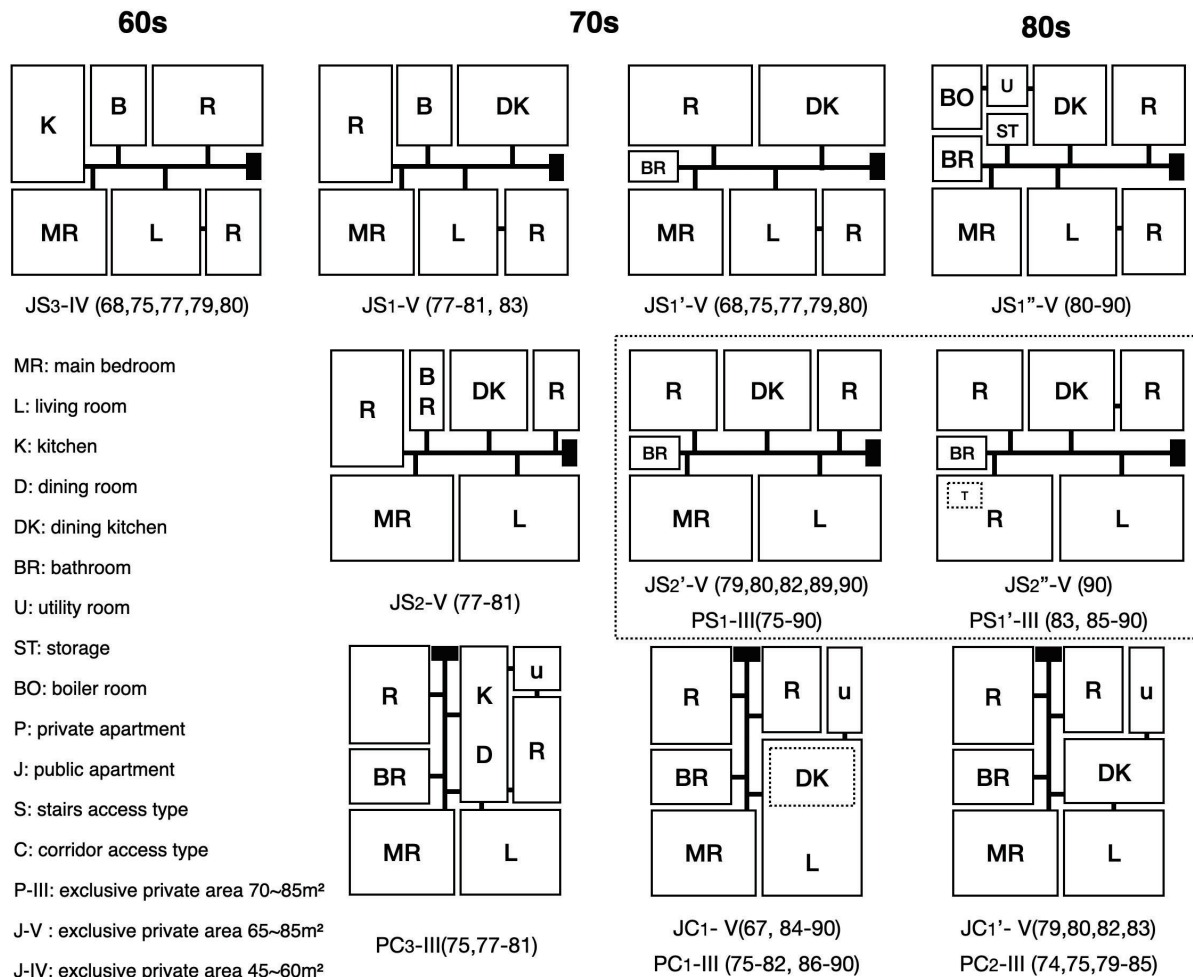 60s
70s
80s
K
B
R
MR
L
R
JS3-IV (68,75,77,79,80)
R
B
DK
MR
L
R
JS1-V (77-81, 83)
R
DK
BR
MR
L
R
JS1'-V (68,75,77,79,80)
BO
U
DK
R
ST
BR
MR
L
R
JS1"-V (80-90)
MR: main bedroom
L: living room
K: kitchen
D: dining room
DK: dining kitchen
BR: bathroom
U: utility room
ST: storage
BO: boiler room
P: private apartment
J: public apartment
S: stairs access type
C: corridor access type
P-III: exclusive private area 70~85m²
J-V : exclusive private area 65~85m²
J-IV: exclusive private area 45~60m²
R
B
R
DK
R
MR
L
JS2-V (77-81)
R
DK
R
BR
MR
L
JS2'-V (79,80,82,89,90)
PS1-III(75-90)
R
DK
R
BR
T
R
L
JS2"-V (90)
PS1'-III (83, 85-90)
R
K
u
D
R
BR
MR
L
PC3-III(75,77-81)
R
R
u
BR
DK
MR
L
JC1- V(67, 84-90)
PC1-III (75-82, 86-90)
R
R
u
BR
DK
MR
L
JC1'- V(79,80,82,83)
PC2-III (74,75,79-85)